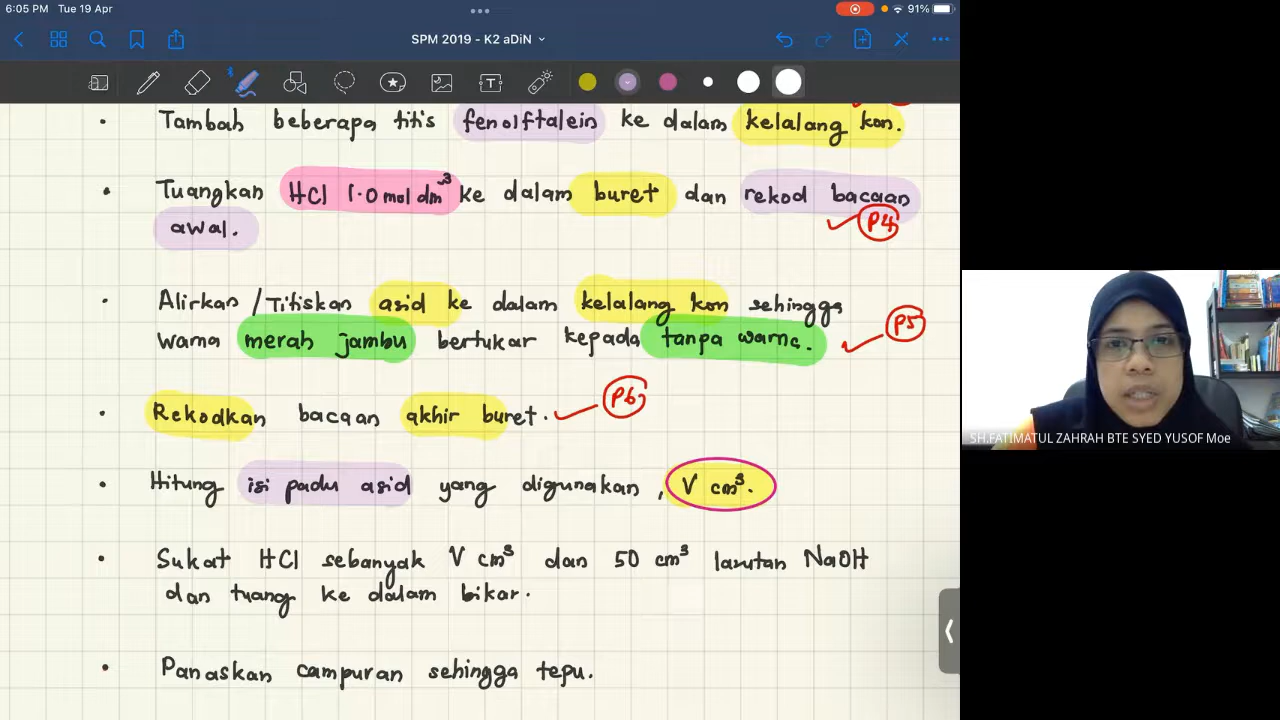 6:05 PM Tue 19 Apr
91%
SPM 2019 - K2 aDiN
Tambah beberapa titis fenolftalein ke dalam kelalang kon.
Tuangkan HCl 1.0 mol dm⁻³ ke dalam buret dan rekod bacaan
awal.
P4
Alirkan / Titiskan asid ke dalam kelalang kon sehingga
warna merah jambu bertukar kepada tanpa warna.
P5
Rekodkan bacaan akhir buret.
P6
Hitung isi padu asid yang digunakan, V cm³.
Sukat HCl sebanyak V cm³ dan 50 cm³ larutan NaOH
dan tuang ke dalam bikar.
Panaskan campuran sehingga tepu.
SH.FATIMATUL ZAHRAH BTE SYED YUSOF Moe